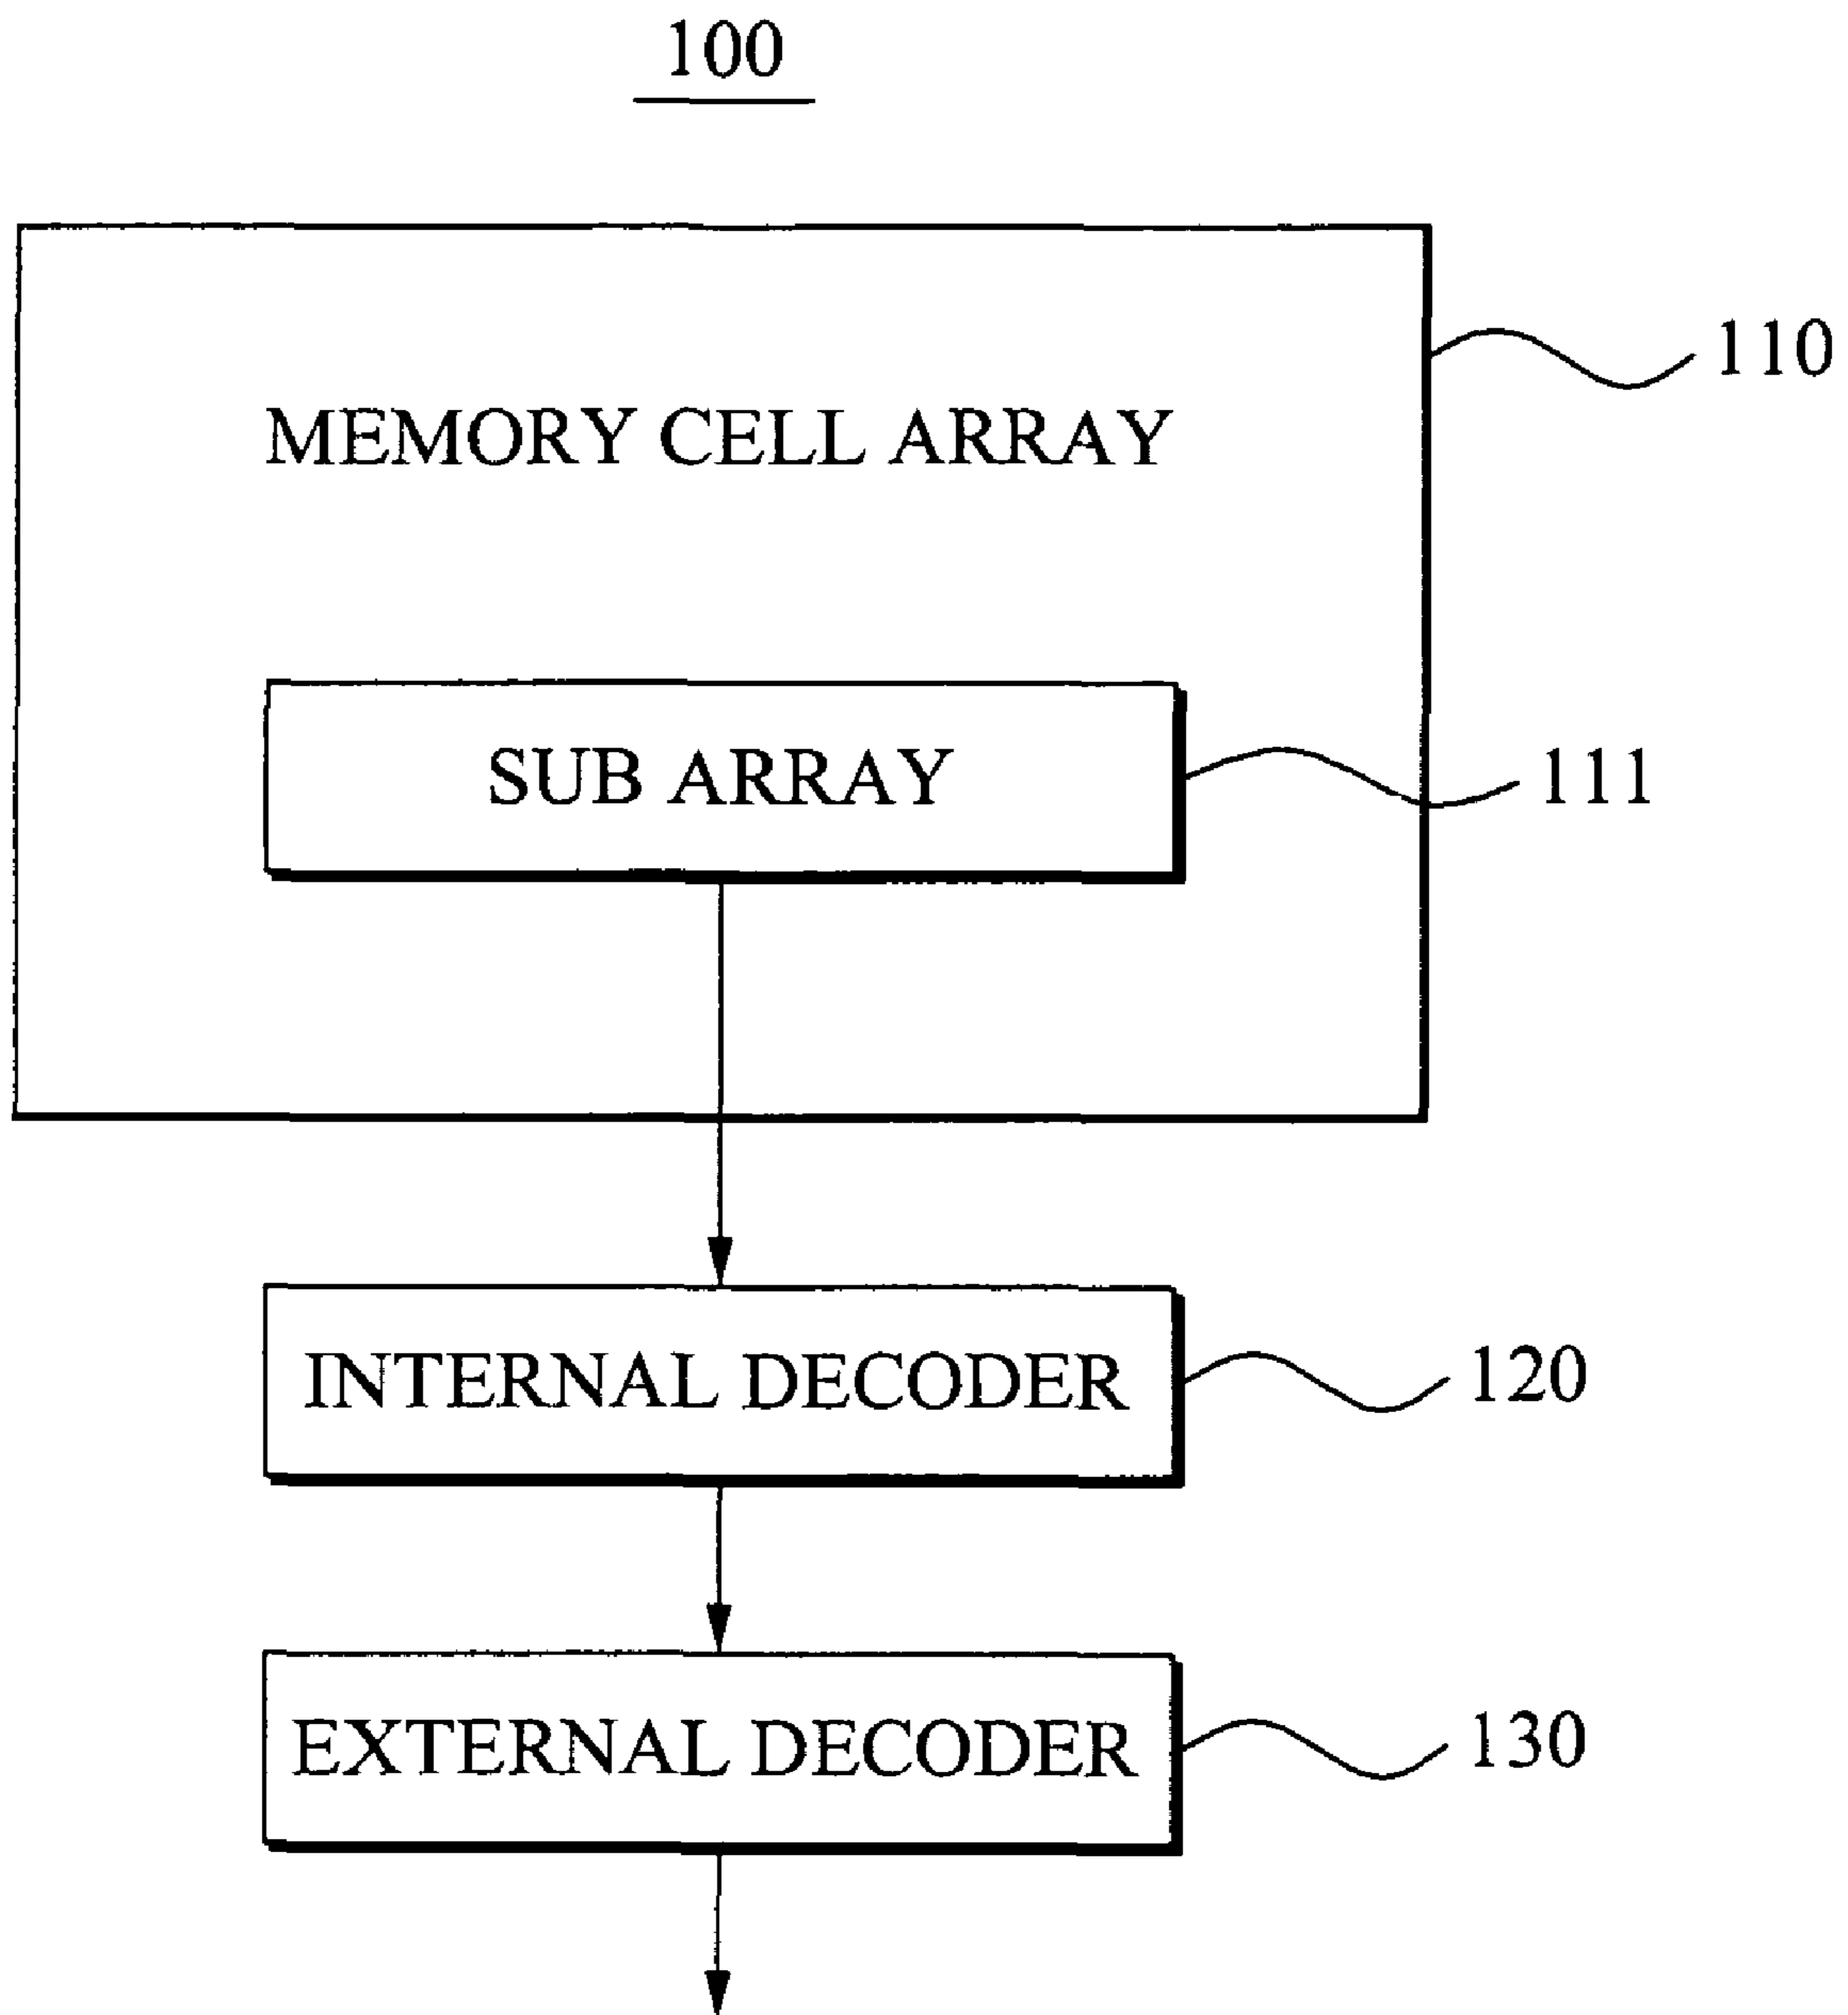 100
110
MEMORY CELL ARRAY
SUB ARRAY
111
INTERNAL DECODER
120
EXTERNAL DECODER
130